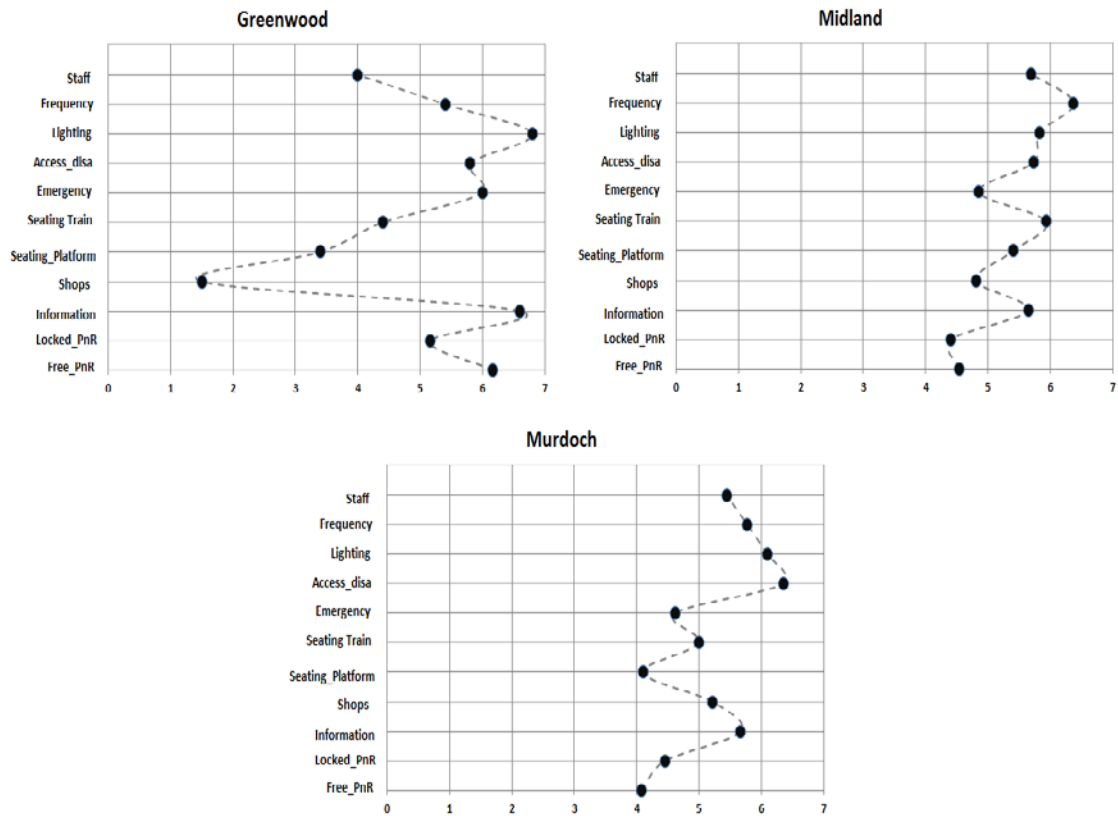 Greenwood
Staff
Frequency
Lighting
Access_disa
Emergency
Seating Train
Seating_Platform
Shops
Information
Locked_PnR
Free_PnR
0 1 2 3 4 5 6 7
Midland
Staff
Frequency
Lighting
Access_disa
Emergency
Seating Train
Seating_Platform
Shops
Information
Locked_PnR
Free_PnR
0 1 2 3 4 5 6 7
Murdoch
Staff
Frequency
Lighting
Access_disa
Emergency
Seating Train
Seating_Platform
Shops
Information
Locked_PnR
Free_PnR
0 1 2 3 4 5 6 7